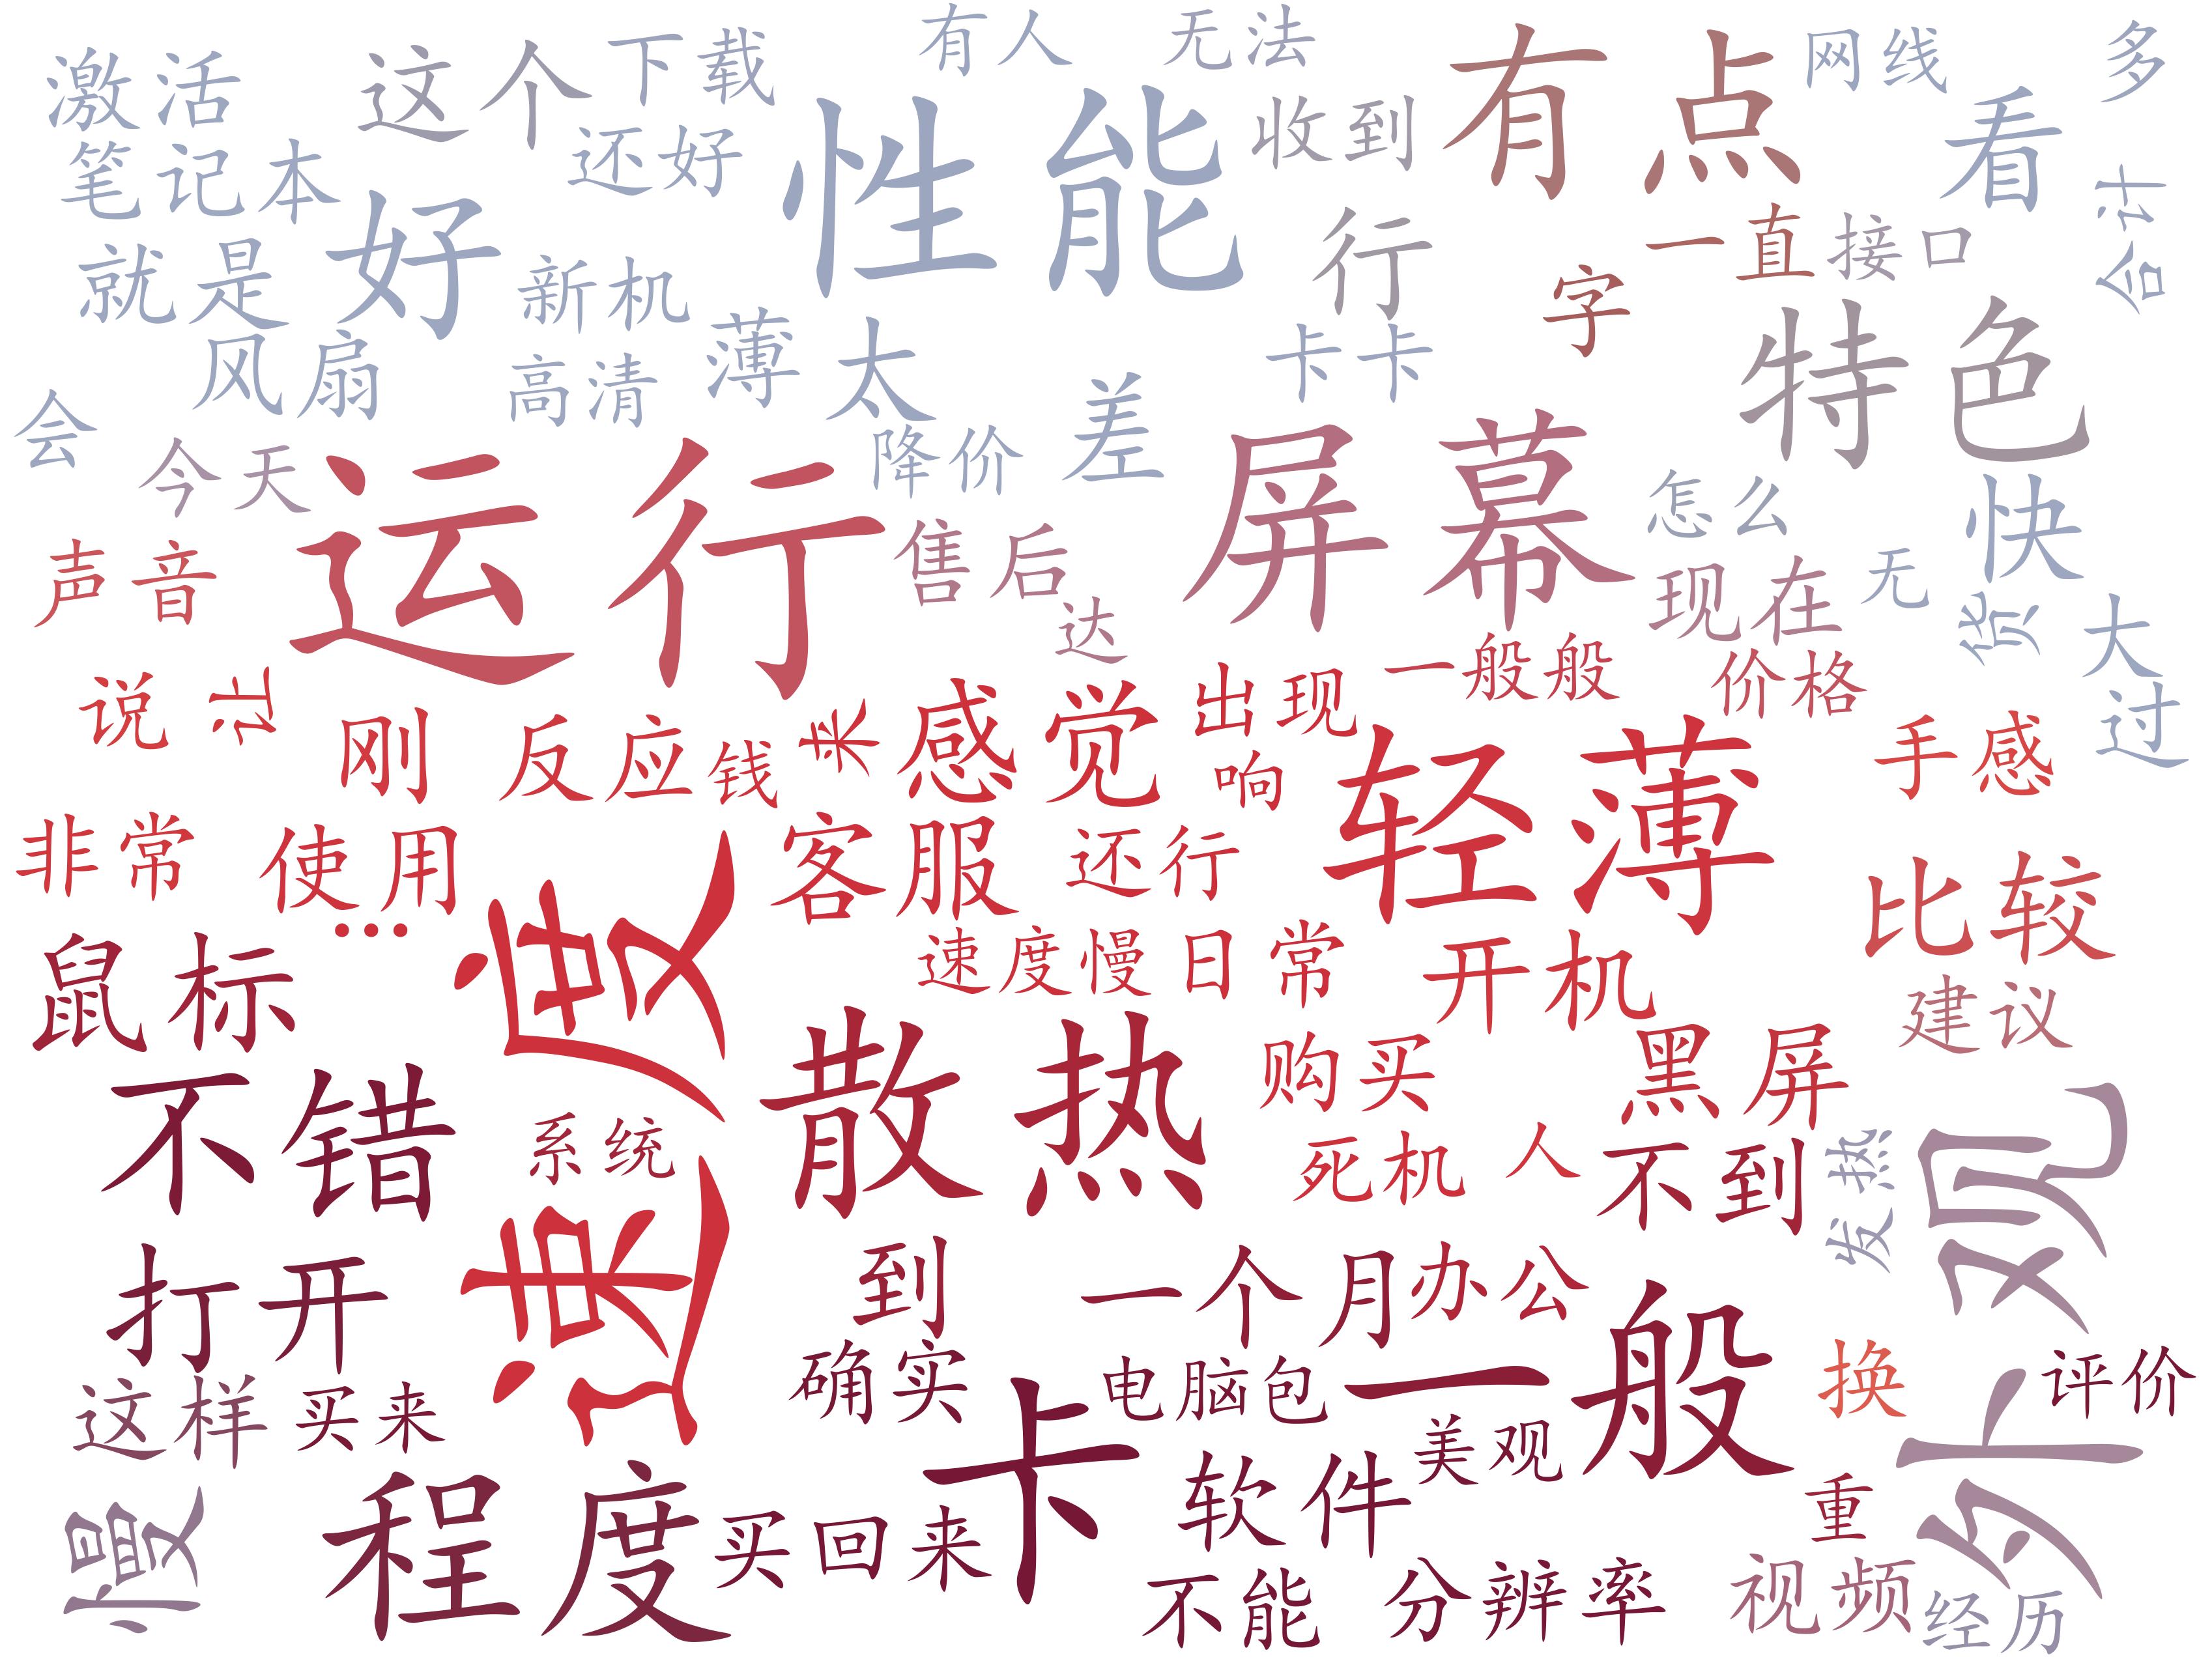 激活 这个 下载 有人 无法 有点 网线 多
笔记本 还好 性能 收到 看
就是 好 新机 行 一直 接口
风扇 高清 薄 大 卡卡 字 特色
会 今天 降价 差 屏幕 怎么 快
声音 运行 售后 送 现在 无 大
说 刚 反应 钱 来 感觉 出现 一般般 价格 过
响 轻薄 手感
非常 使用 客服 还行 比较
... 速度慢 日常 开机 建议
鼠标 速度 散热 购买 黑屏
不错 系统 死机 人 不到 外观
打开 到 一个月 办公
这样 买来 确实 电脑包 一般 换 评价
慢 程度 买回来 卡 软件 美观 重
不能 分辨率 视频 经历